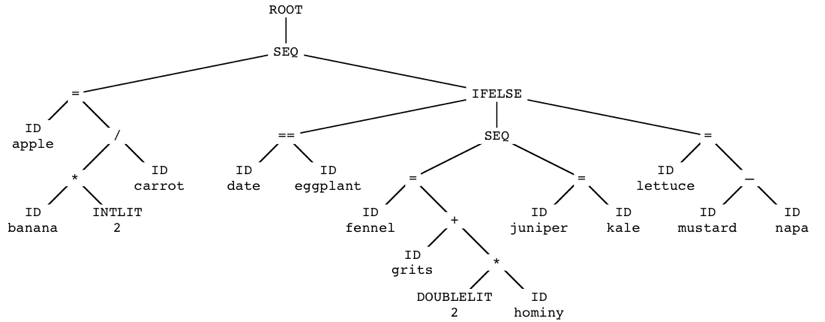 ROOT
SEQ
= IFELSE
ID / == SEQ =
apple
* ID ID ID = = ID —
carrot date eggplant lettuce
ID INTLIT ID + ID ID ID ID
banana 2 fennel juniper kale mustard napa
ID *
grits
DOUBLELIT ID
2 hominy